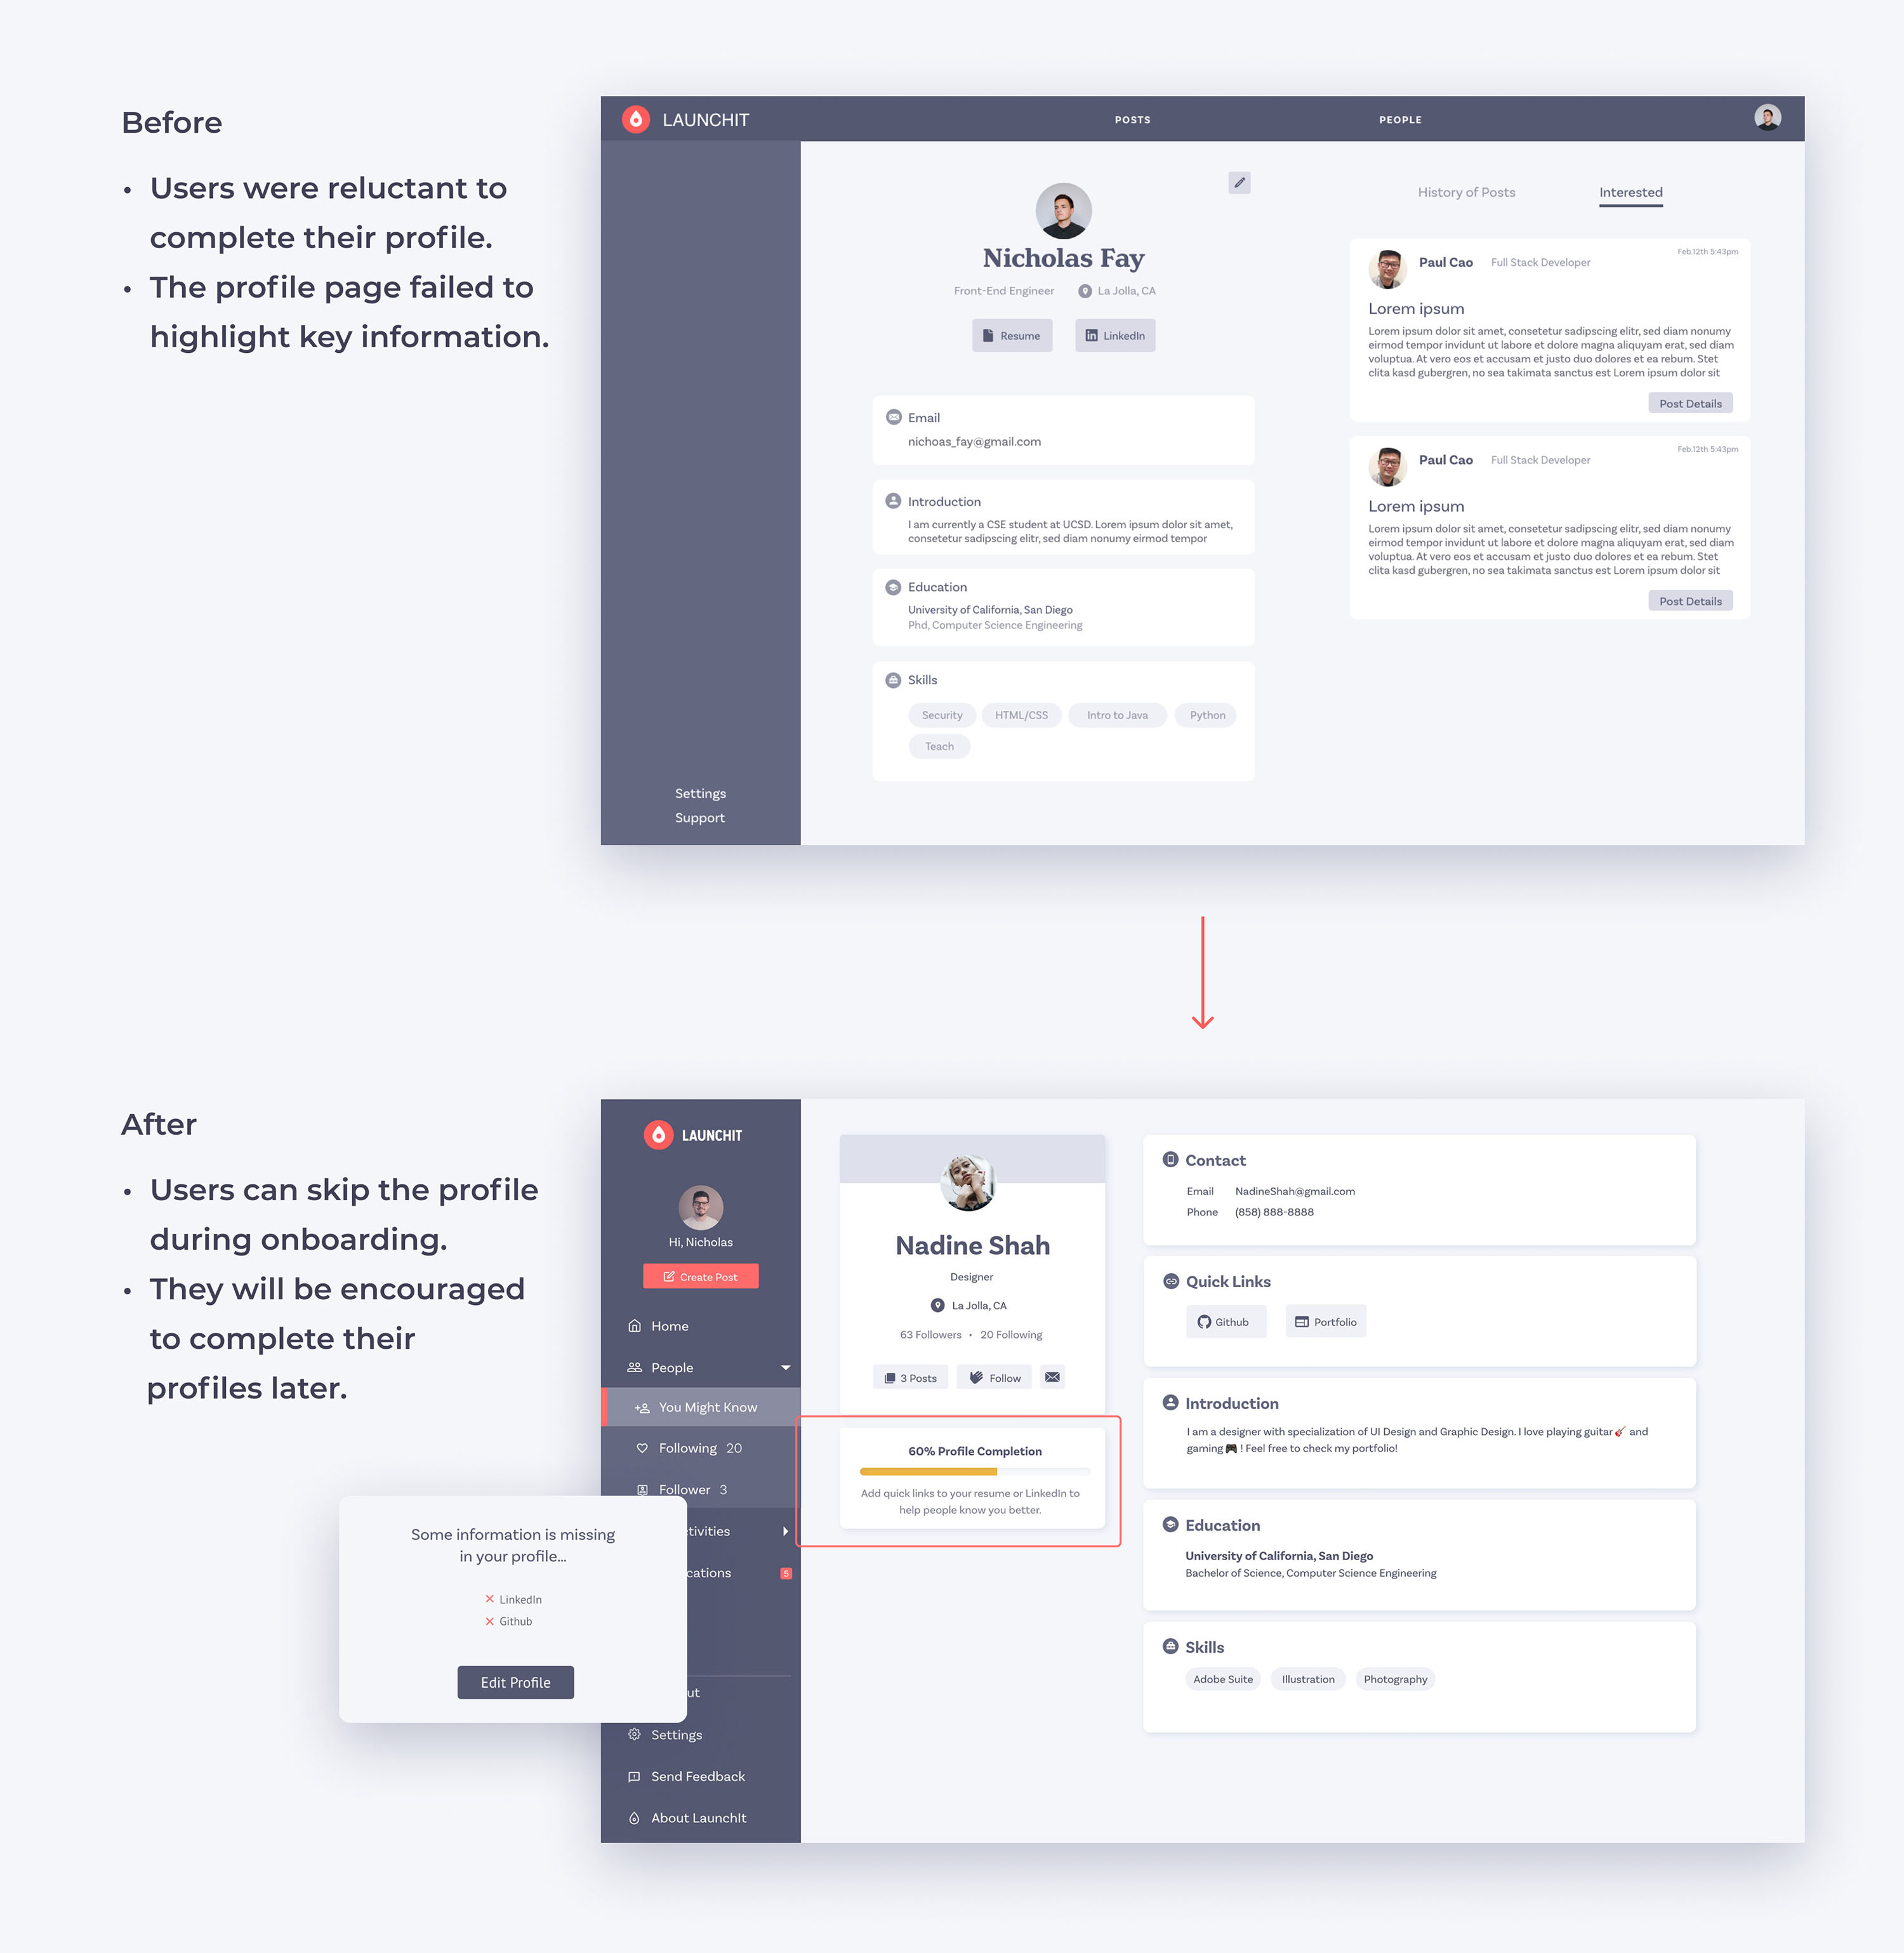 Before
• Users were reluctant to
complete their profile.
• The profile page failed to
highlight key information.
LAUNCHIT
POSTS
PEOPLE
Nicholas Fay
Front-End Engineer
La Jolla, CA
Resume
LinkedIn
Email
nichoas_fay@gmail.com
Introduction
I am currently a CSE student at UCSD. Lorem ipsum dolor sit amet,
consetetur sadipscing elitr, sed diam nonumy eirmod tempor
Education
University of California, San Diego
Phd, Computer Science Engineering
Skills
Security
HTML/CSS
Intro to Java
Python
Teach
History of Posts
Interested
Paul Cao
Full Stack Developer
Feb.12th 5:43pm
Lorem ipsum
Lorem ipsum dolor sit amet, consetetur sadipscing elitr, sed diam nonumy
eirmod tempor invidunt ut labore et dolore magna aliquyam erat, sed diam
voluptua. At vero eos et accusam et justo duo dolores et ea rebum. Stet
clita kasd gubergren, no sea takimata sanctus est Lorem ipsum dolor sit
Post Details
Paul Cao
Full Stack Developer
Feb.12th 5:43pm
Lorem ipsum
Lorem ipsum dolor sit amet, consetetur sadipscing elitr, sed diam nonumy
eirmod tempor invidunt ut labore et dolore magna aliquyam erat, sed diam
voluptua. At vero eos et accusam et justo duo dolores et ea rebum. Stet
clita kasd gubergren, no sea takimata sanctus est Lorem ipsum dolor sit
Post Details
Settings
Support
After
• Users can skip the profile
during onboarding.
• They will be encouraged
to complete their
profiles later.
LAUNCHIT
Hi, Nicholas
Create Post
Home
People
You Might Know
Following 20
Follower 3
tivities
cations
5
ut
Settings
Send Feedback
About LaunchIt
Some information is missing
in your profile...
✕ LinkedIn
✕ Github
Edit Profile
Nadine Shah
Designer
La Jolla, CA
63 Followers • 20 Following
3 Posts
Follow
60% Profile Completion
Add quick links to your resume or LinkedIn to
help people know you better.
Contact
Email NadineShah@gmail.com
Phone (858) 888-8888
Quick Links
Github
Portfolio
Introduction
I am a designer with specialization of UI Design and Graphic Design. I love playing guitar 🎸 and
gaming 🎮 ! Feel free to check my portfolio!
Education
University of California, San Diego
Bachelor of Science, Computer Science Engineering
Skills
Adobe Suite
Illustration
Photography